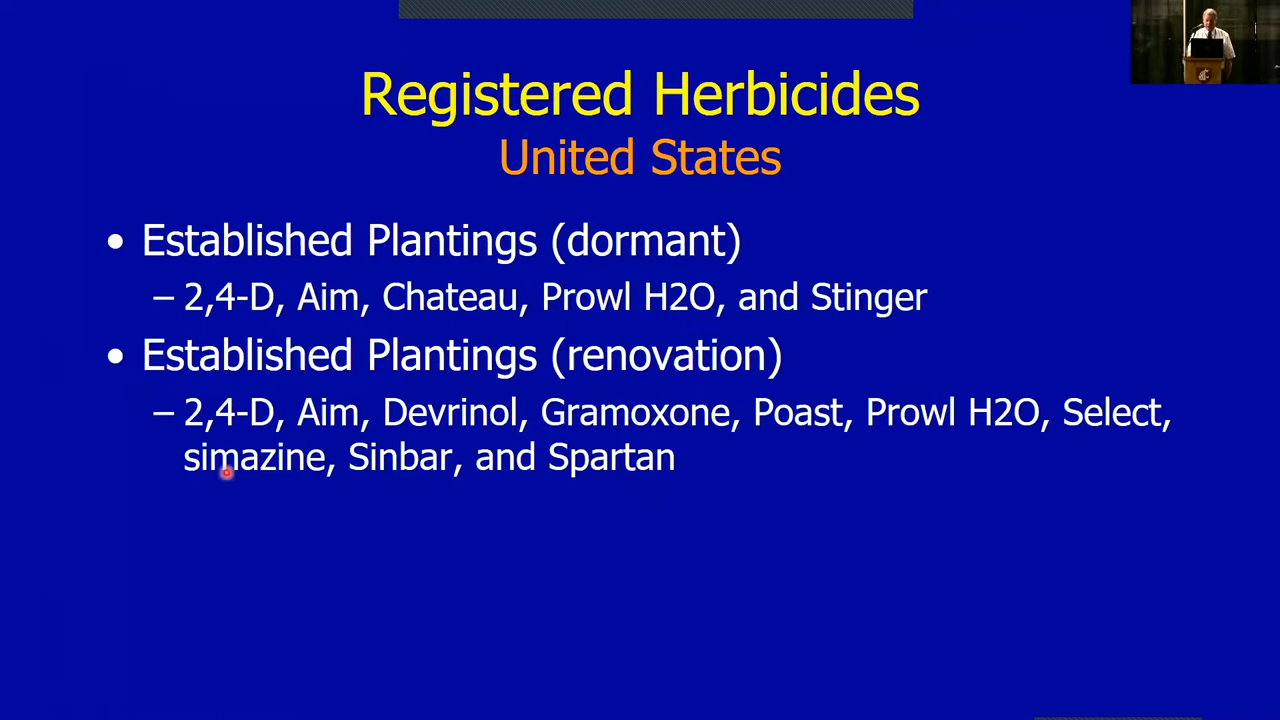 Registered Herbicides
United States
• Established Plantings (dormant)
– 2,4-D, Aim, Chateau, Prowl H2O, and Stinger
• Established Plantings (renovation)
– 2,4-D, Aim, Devrinol, Gramoxone, Poast, Prowl H2O, Select,
simazine, Sinbar, and Spartan